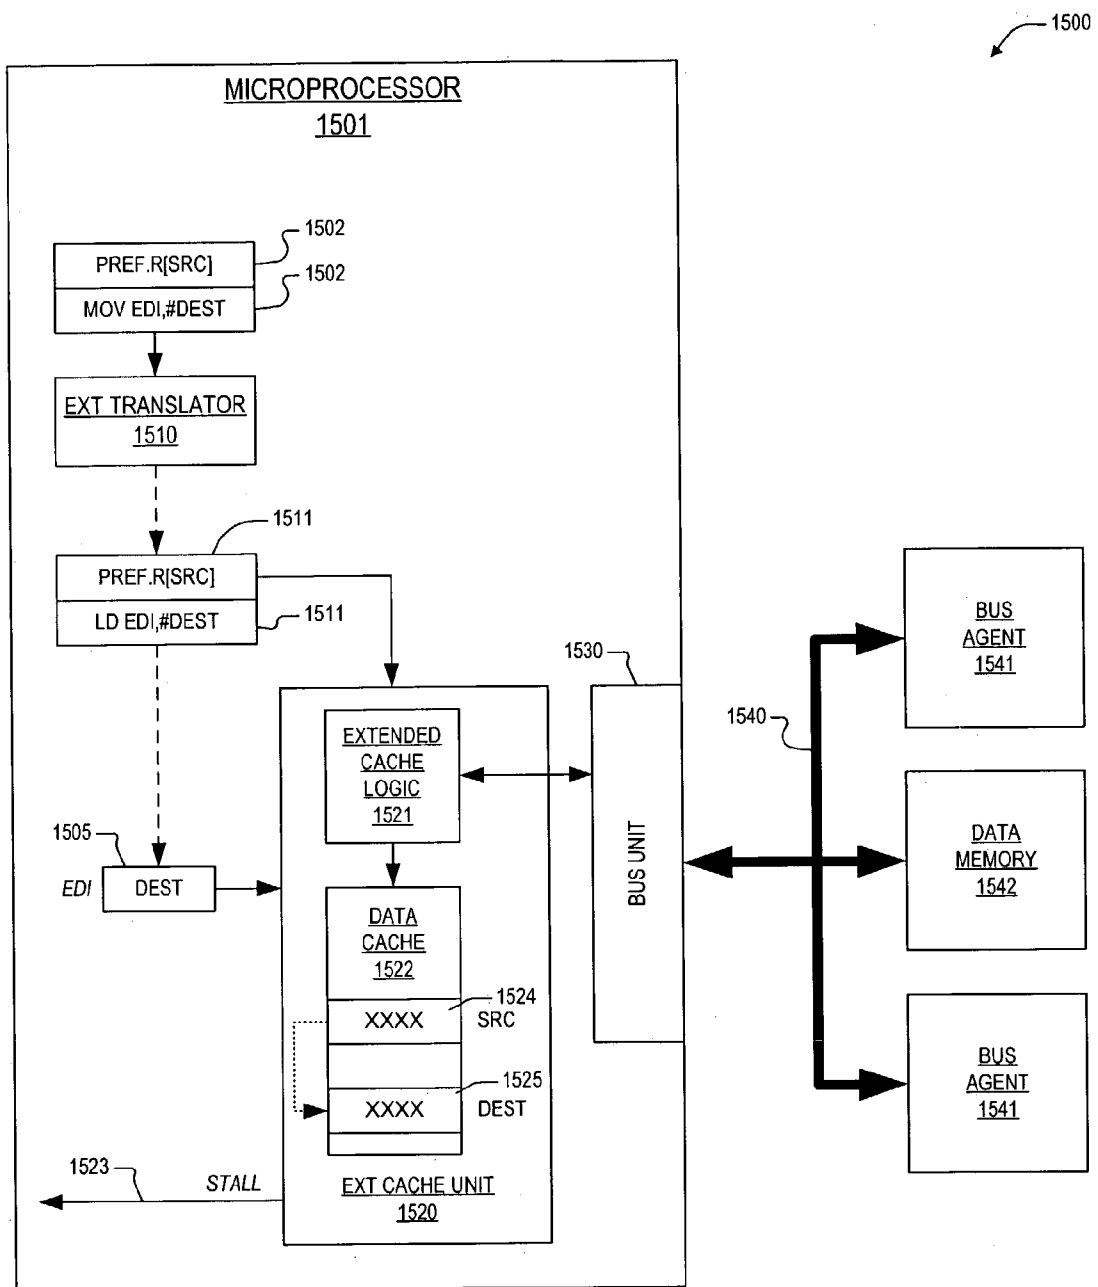 1500
MICROPROCESSOR
1501
1502
PREF.R[SRC]
1502
MOV EDI,#DEST
EXT TRANSLATOR
1510
1511
PREF.R[SRC]
1511
LD EDI,#DEST
1530
BUS
AGENT
1541
1540
EXTENDED
CACHE
LOGIC
1521
BUS UNIT
1505
EDI
DEST
DATA
MEMORY
1542
DATA
CACHE
1522
1524
XXXX
SRC
1525
XXXX
DEST
BUS
AGENT
1541
1523
STALL
EXT CACHE UNIT
1520